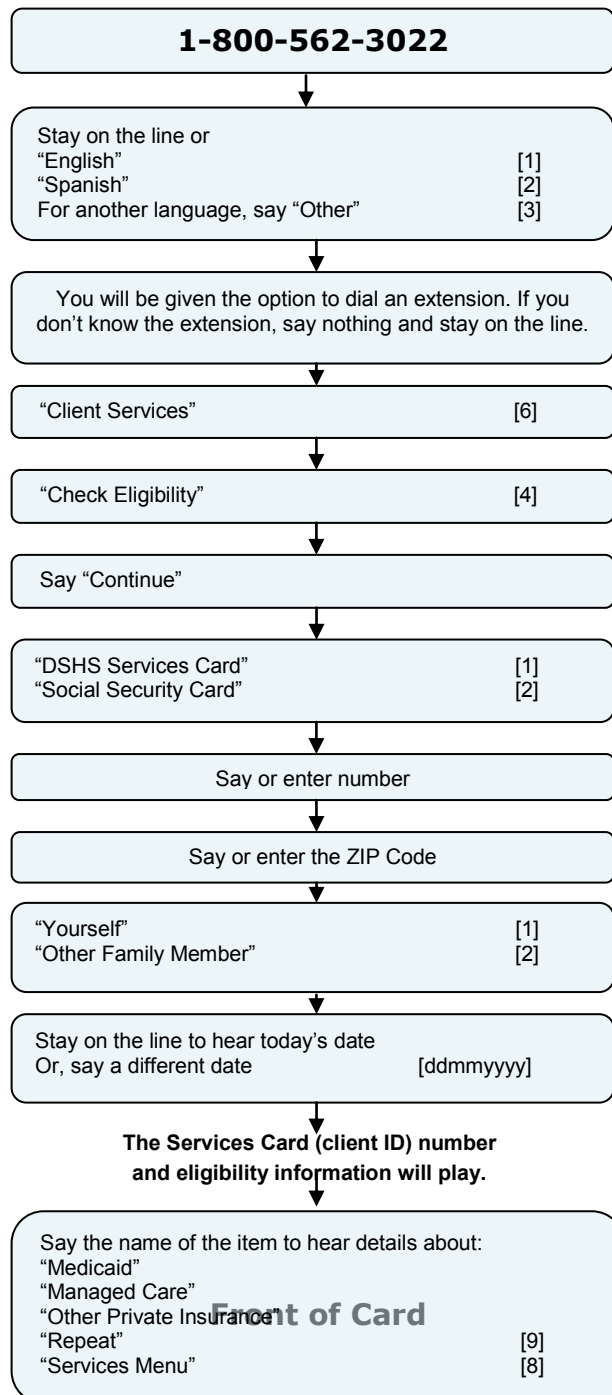 1-800-562-3022
Stay on the line or
“English” [1]
“Spanish” [2]
For another language, say “Other” [3]
You will be given the option to dial an extension. If you
don’t know the extension, say nothing and stay on the line.
“Client Services” [6]
“Check Eligibility” [4]
Say “Continue”
“DSHS Services Card” [1]
“Social Security Card” [2]
Say or enter number
Say or enter the ZIP Code
“Yourself” [1]
“Other Family Member” [2]
Stay on the line to hear today’s date
Or, say a different date [ddmmyyyy]
The Services Card (client ID) number
and eligibility information will play.
Say the name of the item to hear details about:
“Medicaid”
“Managed Care”
“Other Private Insurance”
Front of Card
“Repeat” [9]
“Services Menu” [8]